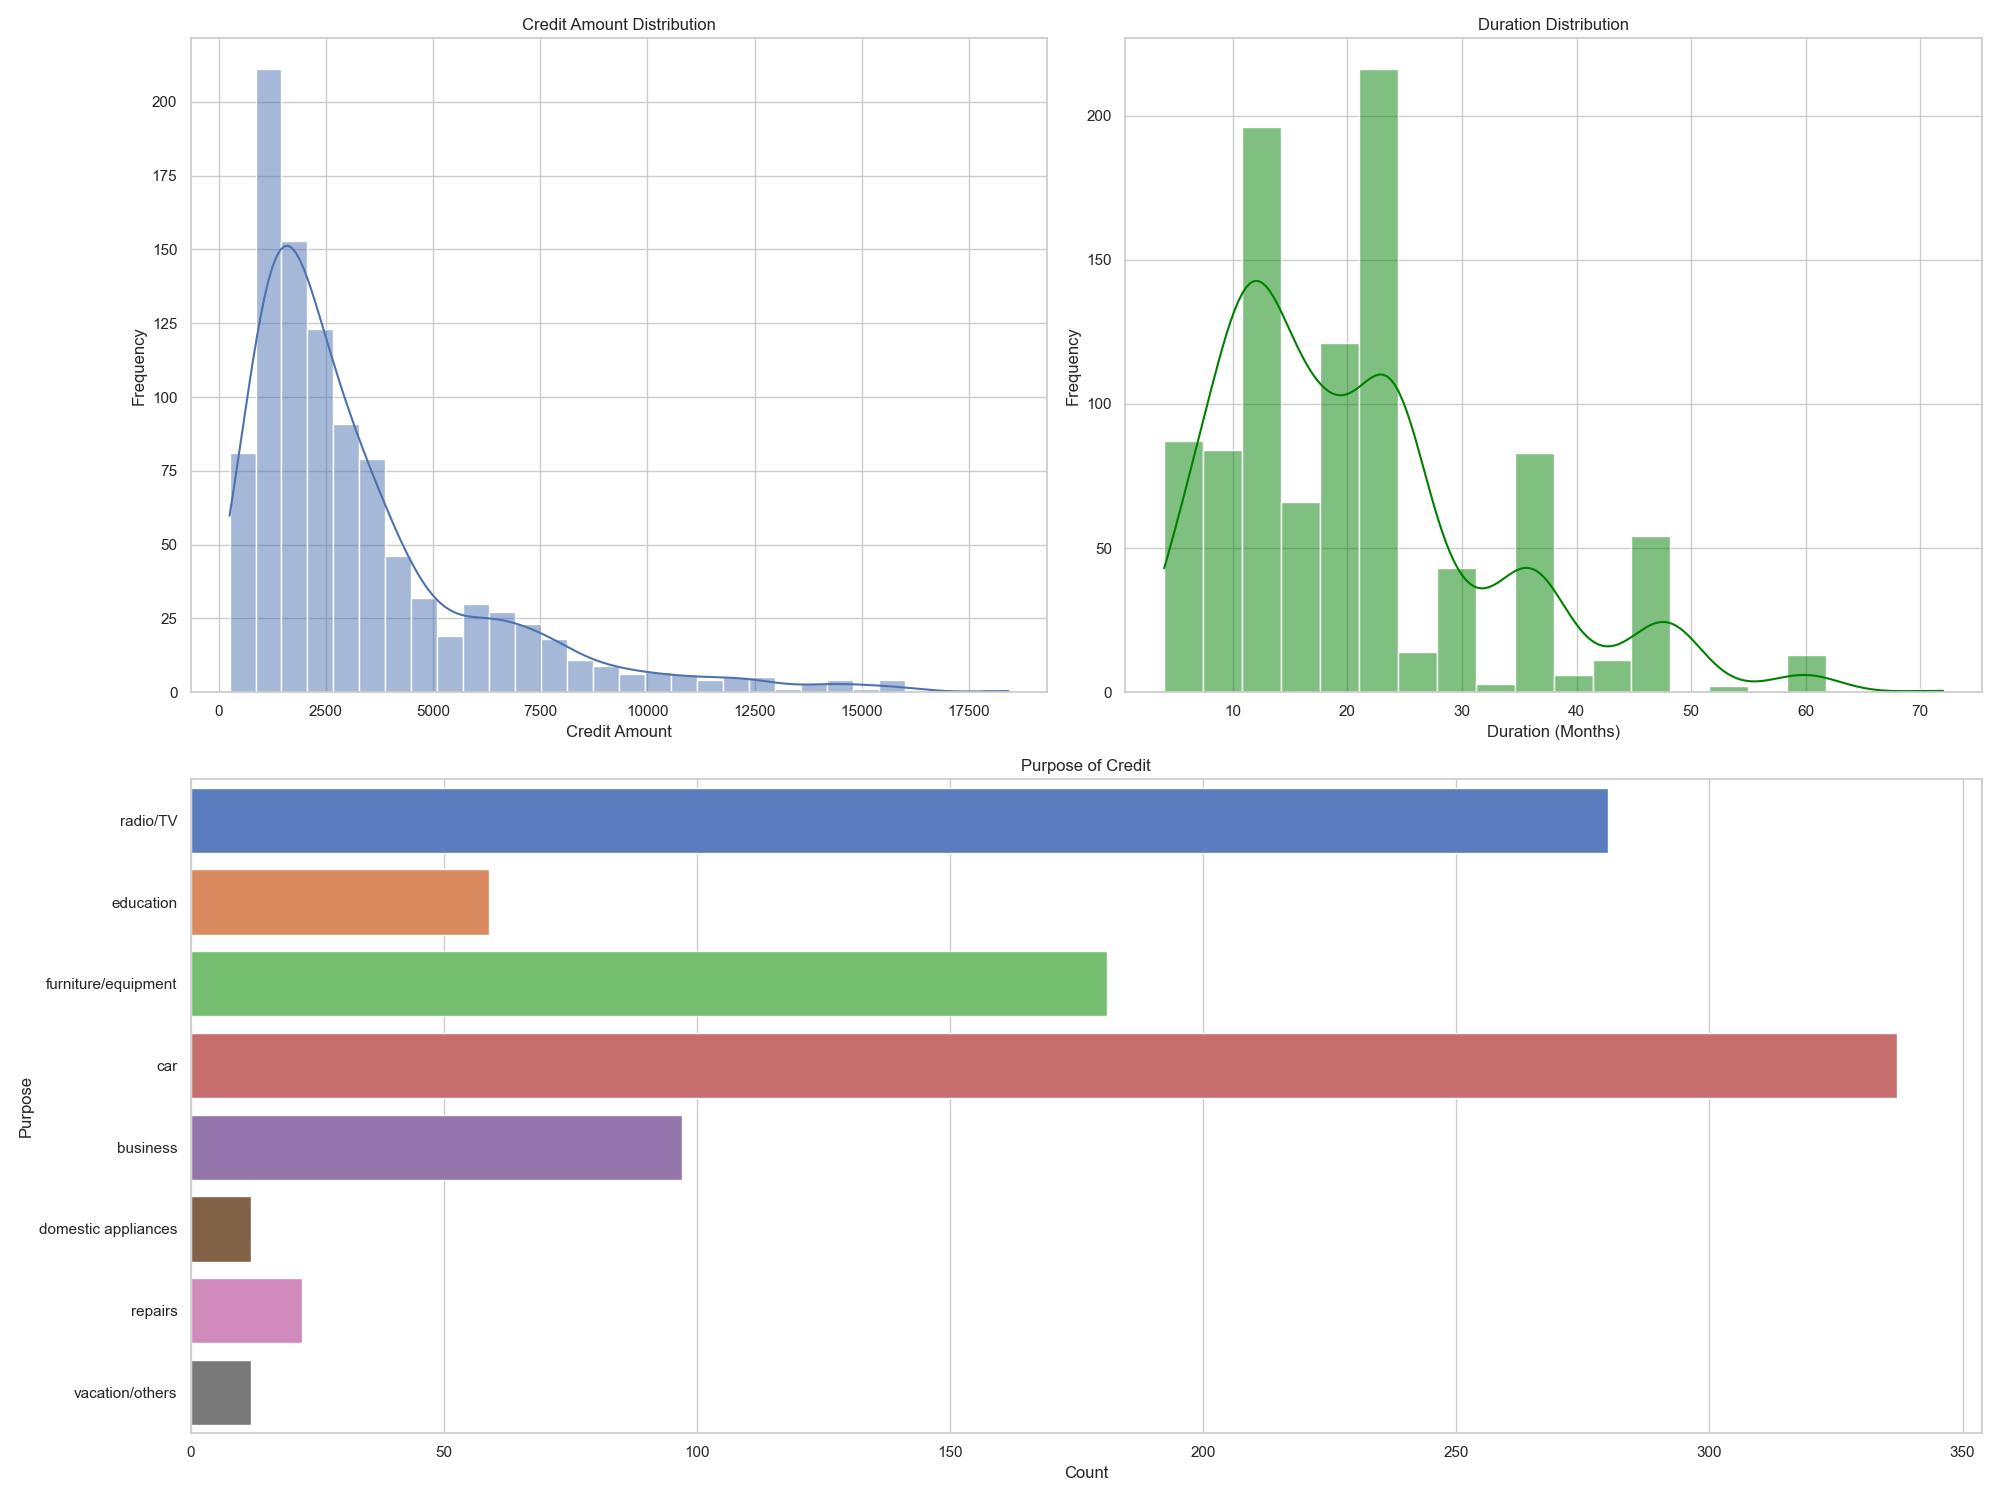 Credit Amount Distribution
Frequency
200
175
150
125
100
75
50
25
0
0 2500 5000 7500 10000 12500 15000 17500
Credit Amount
Duration Distribution
Frequency
200
150
100
50
0
10 20 30 40 50 60 70
Duration (Months)
Purpose of Credit
Purpose
radio/TV
education
furniture/equipment
car
business
domestic appliances
repairs
vacation/others
0 50 100 150 200 250 300 350
Count